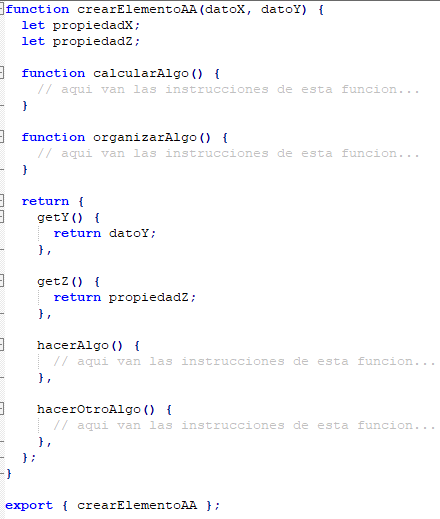 function crearElementoAA(datoX, datoY) {
  let propiedadX;
  let propiedadZ;

  function calcularAlgo() {
    // aqui van las instrucciones de esta funcion...
  }

  function organizarAlgo() {
    // aqui van las instrucciones de esta funcion...
  }

  return {
    getY() {
      return datoY;
    },

    getZ() {
      return propiedadZ;
    },

    hacerAlgo() {
      // aqui van las instrucciones de esta funcion...
    },

    hacerOtroAlgo() {
      // aqui van las instrucciones de esta funcion...
    },
  };
}

export { crearElementoAA };